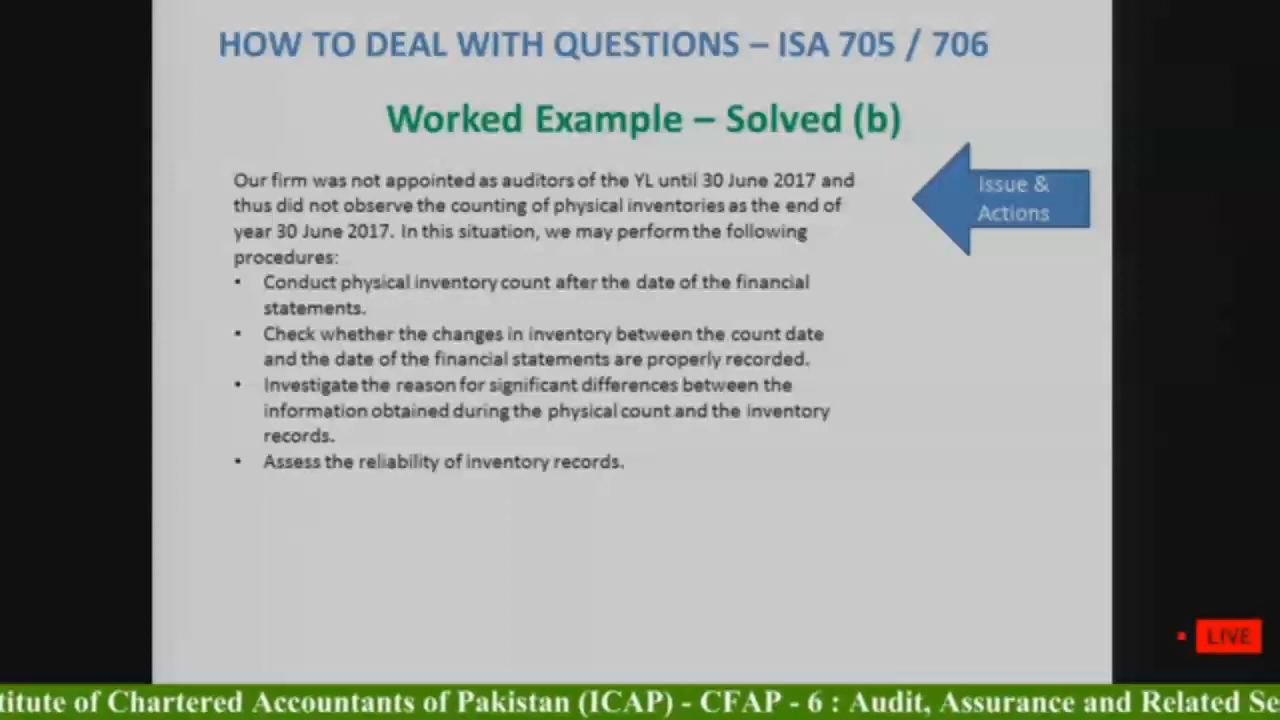 HOW TO DEAL WITH QUESTIONS – ISA 705 / 706
Worked Example – Solved (b)
Our firm was not appointed as auditors of the YL until 30 June 2017 and
thus did not observe the counting of physical inventories as the end of
year 30 June 2017. In this situation, we may perform the following
procedures:
• Conduct physical inventory count after the date of the financial
statements.
• Check whether the changes in inventory between the count date
and the date of the financial statements are properly recorded.
• Investigate the reason for significant differences between the
information obtained during the physical count and the inventory
records.
• Assess the reliability of inventory records.
Issue &
Actions
LIVE
titute of Chartered Accountants of Pakistan (ICAP) - CFAP - 6 : Audit, Assurance and Related Se